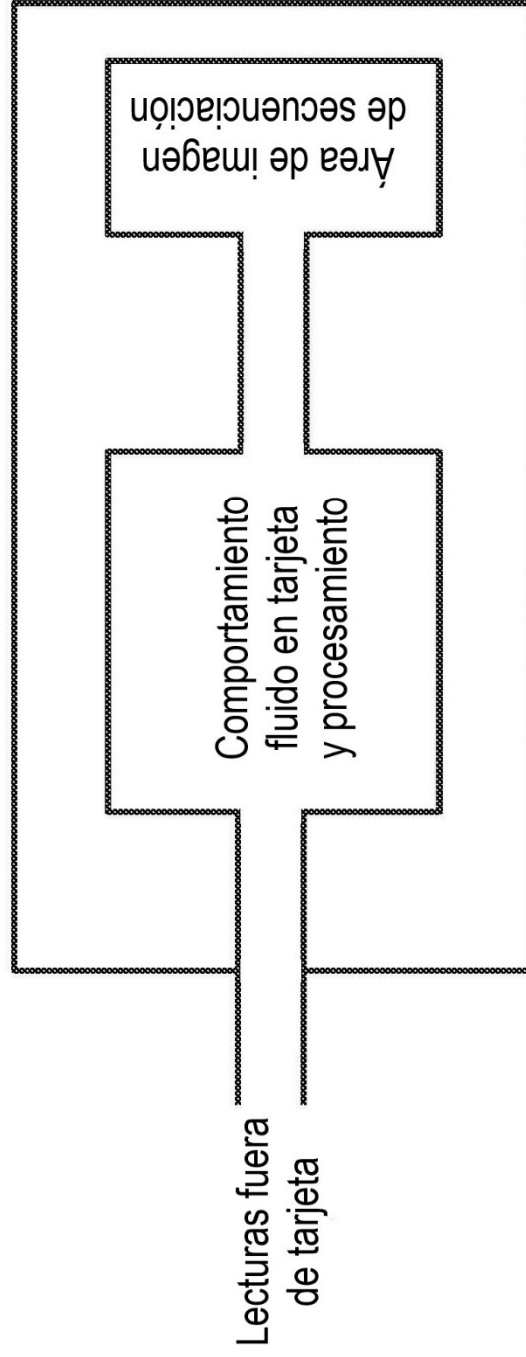 Área de imagen
de secuenciación
Comportamiento
fluido en tarjeta
y procesamiento
Lecturas fuera
de tarjeta